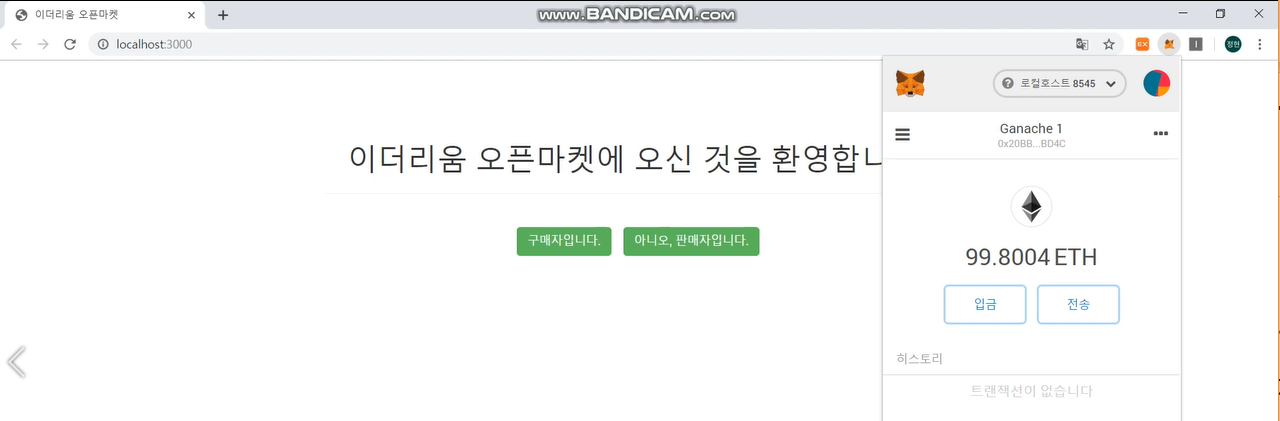 이더리움 오픈마켓
www.BANDICAM.com
localhost:3000
EX
정현
로컬호스트 8545
Ganache 1
0x20BB...BD4C
이더리움 오픈마켓에 오신 것을 환영합니
구매자입니다.
아니오, 판매자입니다.
99.8004 ETH
입금
전송
히스토리
트랜잭션이 없습니다